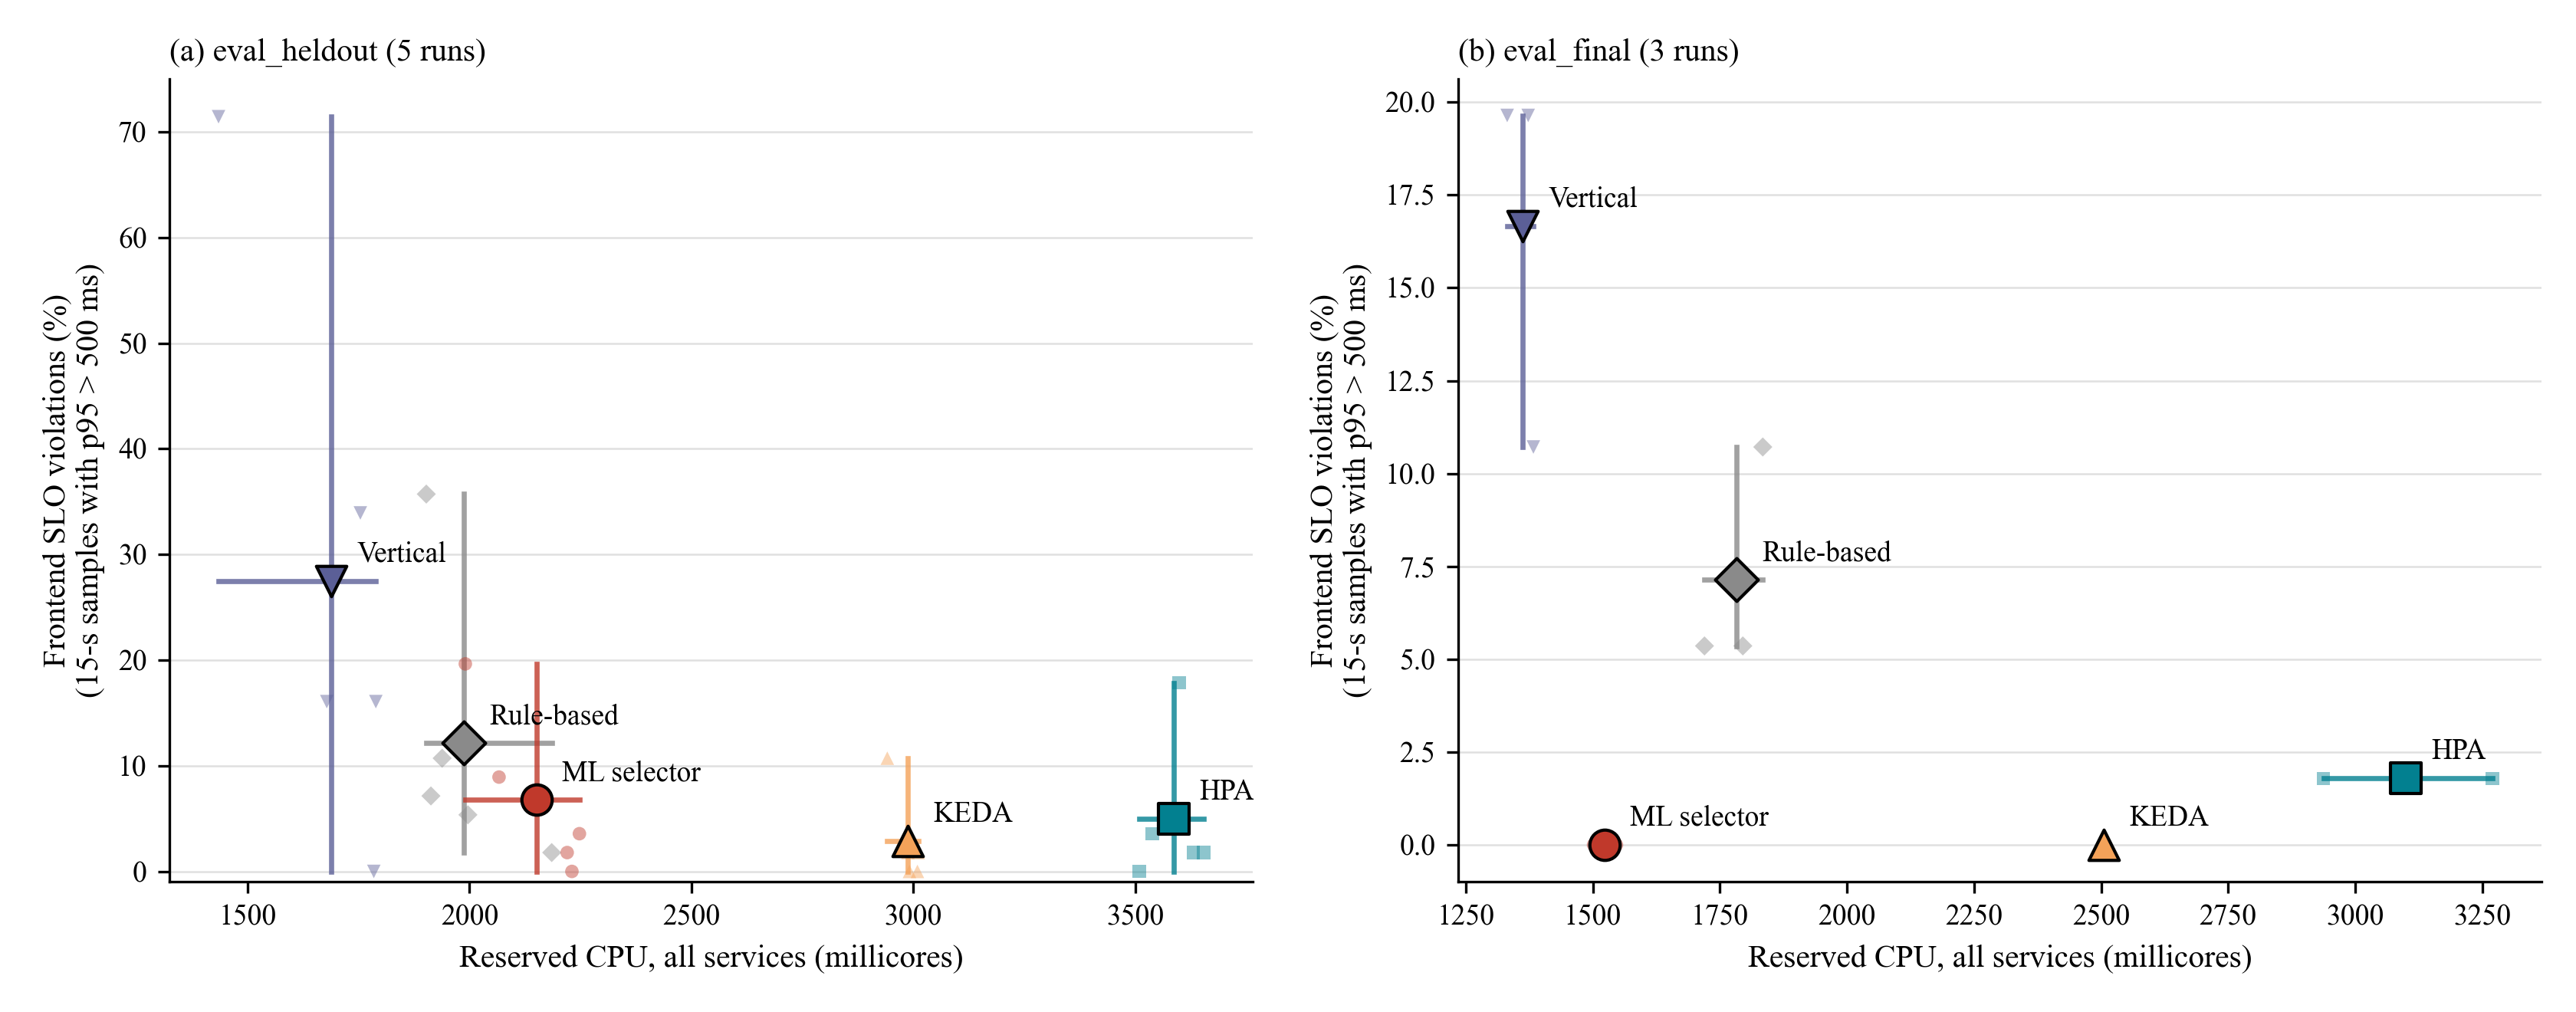 (a) eval_heldout (5 runs)
Frontend SLO violations (%)
(15-s samples with p95 > 500 ms)
70
60
50
40
30
20
10
0
Vertical
Rule-based
ML selector
KEDA
HPA
1500
2000
2500
3000
3500
Reserved CPU, all services (millicores)
(b) eval_final (3 runs)
Frontend SLO violations (%)
(15-s samples with p95 > 500 ms)
20.0
17.5
15.0
12.5
10.0
7.5
5.0
2.5
0.0
Vertical
Rule-based
HPA
ML selector
KEDA
1250
1500
1750
2000
2250
2500
2750
3000
3250
Reserved CPU, all services (millicores)